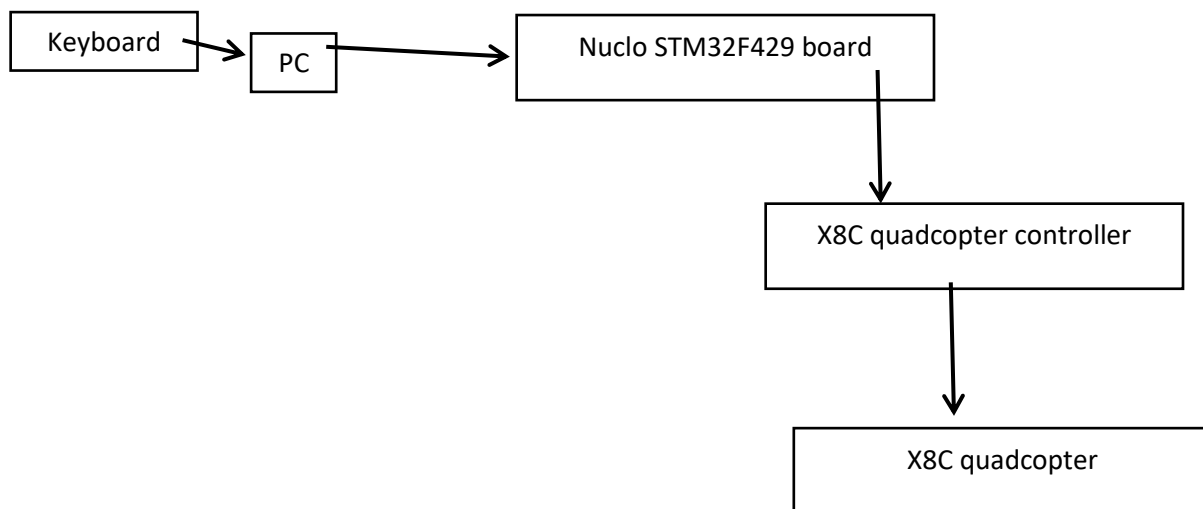 Keyboard
PC
Nuclo STM32F429 board
X8C quadcopter controller
X8C quadcopter